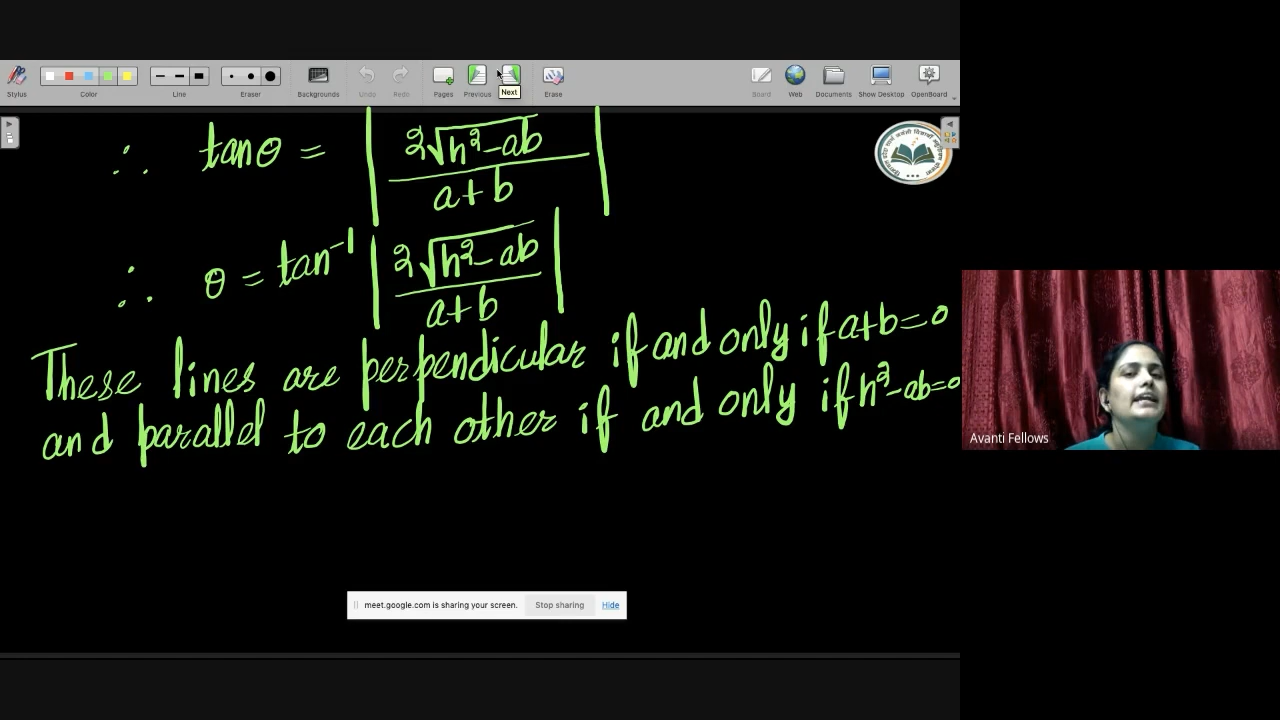 Stylus Color Line Eraser Backgrounds Undo Redo Pages Previous Next Erase Board Web Documents Show Desktop OpenBoard
∴ tanθ = | 2√h²-ab / a+b |
∴ θ = tan⁻¹ | 2√h²-ab / a+b |
These lines are perpendicular if and only if a+b=0
and parallel to each other if and only if h²-ab=0
Avanti Fellows
meet.google.com is sharing your screen. Stop sharing Hide